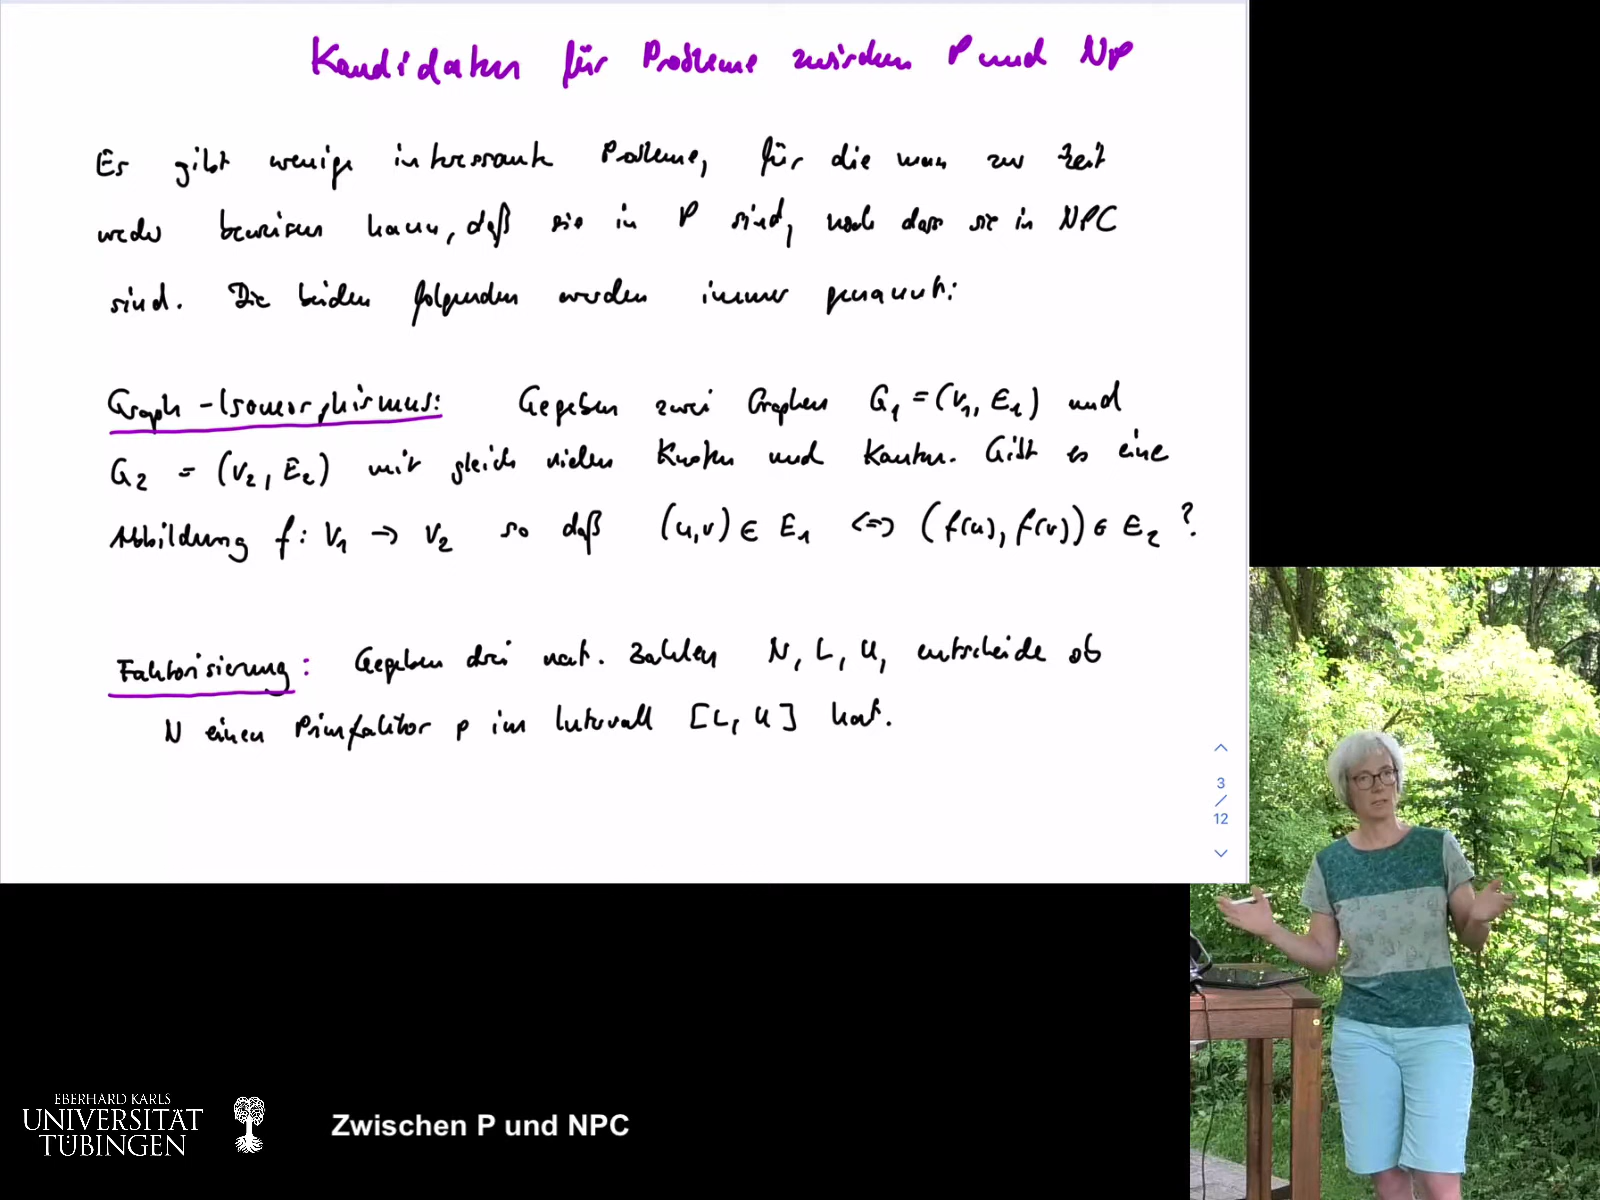 Kandidaten für Probleme zwischen P und NP
Es gibt wenige interessante Probleme, für die man zur Zeit
weder beweisen kann, daß sie in P sind, noch dass sie in NPC
sind. Die beiden folgenden werden immer genannt:
Graph-Isomorphismus: Gegeben zwei Graphen G₁ = (V₁, E₁) und
G₂ = (V₂, E₂) mit gleich vielen Knoten und Kanten. Gibt es eine
Abbildung f: V₁ → V₂ so daß (u,v) ∈ E₁ <=> (f(u), f(v)) ∈ E₂ ?
Faktorisierung: Gegeben drei nat. Zahlen N, L, U, entscheide ob
N einen Primfaktor p im Intervall [L, U] hat.
3
/
12
EBERHARD KARLS
UNIVERSITÄT
TÜBINGEN
Zwischen P und NPC